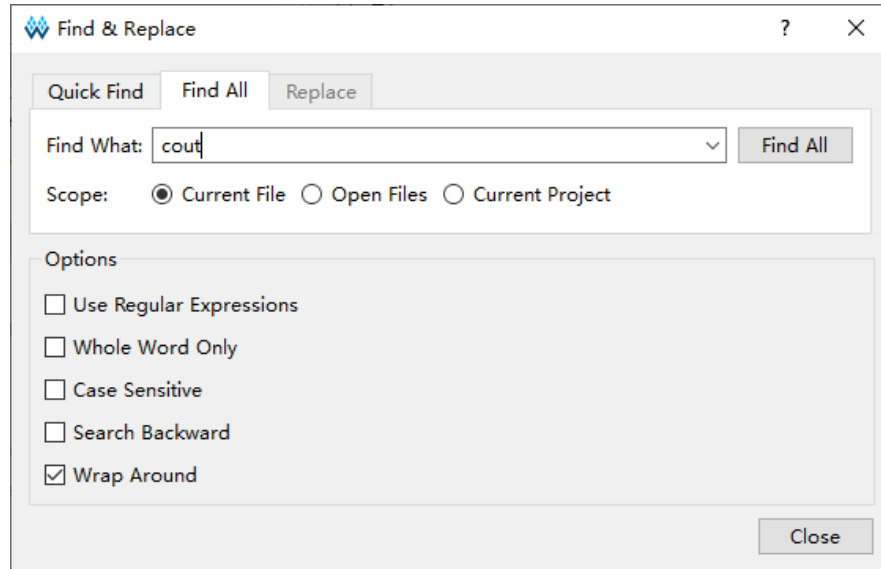 Find & Replace ?
Quick Find Find All Replace
Find What: cout Find All
Scope: Current File Open Files Current Project
Options
Use Regular Expressions
Whole Word Only
Case Sensitive
Search Backward
Wrap Around
Close